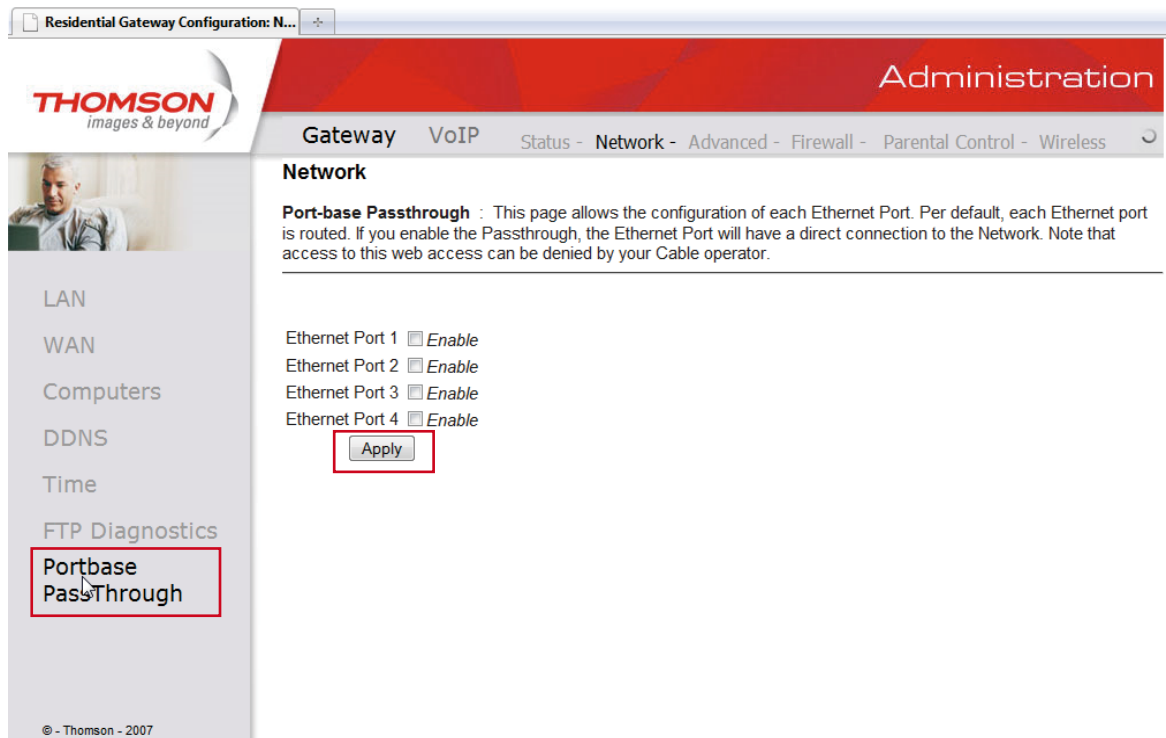 Residential Gateway Configuration: N...
THOMSON
images & beyond
Administration
Gateway VoIP Status - Network - Advanced - Firewall - Parental Control - Wireless
Network
Port-base Passthrough : This page allows the configuration of each Ethernet Port. Per default, each Ethernet port
is routed. If you enable the Passthrough, the Ethernet Port will have a direct connection to the Network. Note that
access to this web access can be denied by your Cable operator.
LAN
WAN
Computers
DDNS
Time
FTP Diagnostics
Portbase
PassThrough
Ethernet Port 1 Enable
Ethernet Port 2 Enable
Ethernet Port 3 Enable
Ethernet Port 4 Enable
Apply
© - Thomson - 2007